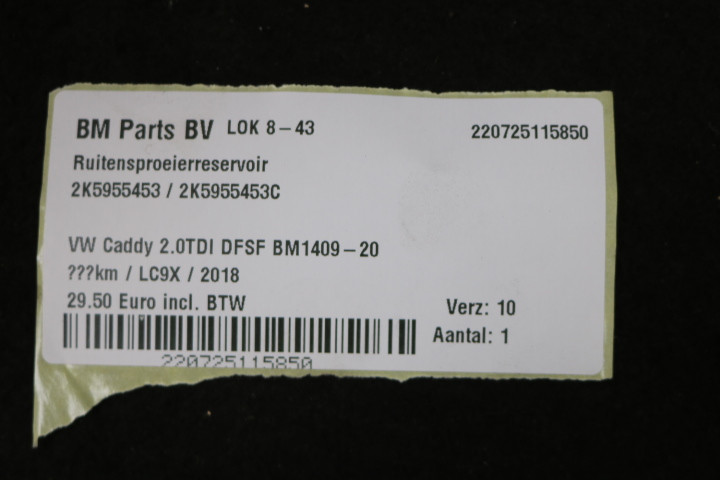 BM Parts BV LOK 8-43 220725115850
Ruitensproeierreservoir
2K5955453 / 2K5955453C
VW Caddy 2.0TDI DFSF BM1409-20
???km / LC9X / 2018
29.50 Euro incl. BTW
Verz: 10
Aantal: 1
220725115850